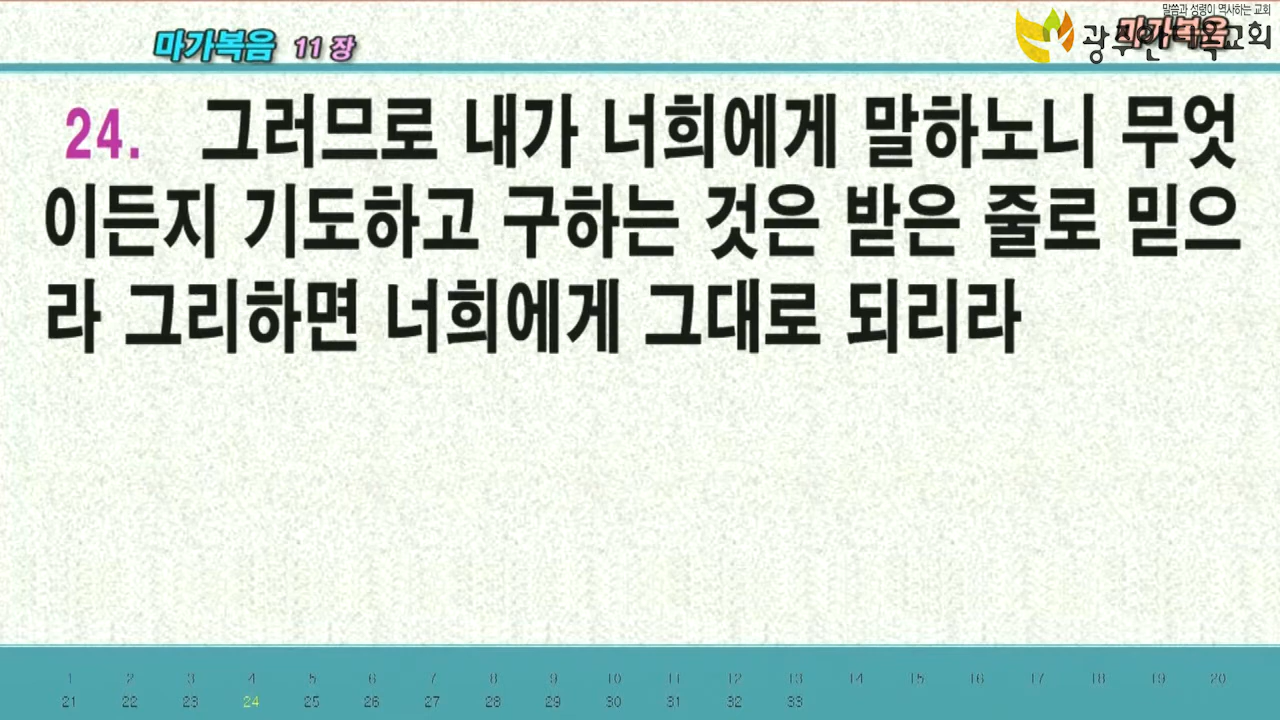 마가복음 11 장
말씀과 성령이 역사하는 교회
마가복음
24. 그러므로 내가 너희에게 말하노니 무엇
이든지 기도하고 구하는 것은 받은 줄로 믿으
라 그리하면 너희에게 그대로 되리라
1 2 3 4 5 6 7 8 9 10 11 12 13 14 15 16 17 18 19 20
21 22 23 24 25 26 27 28 29 30 31 32 33